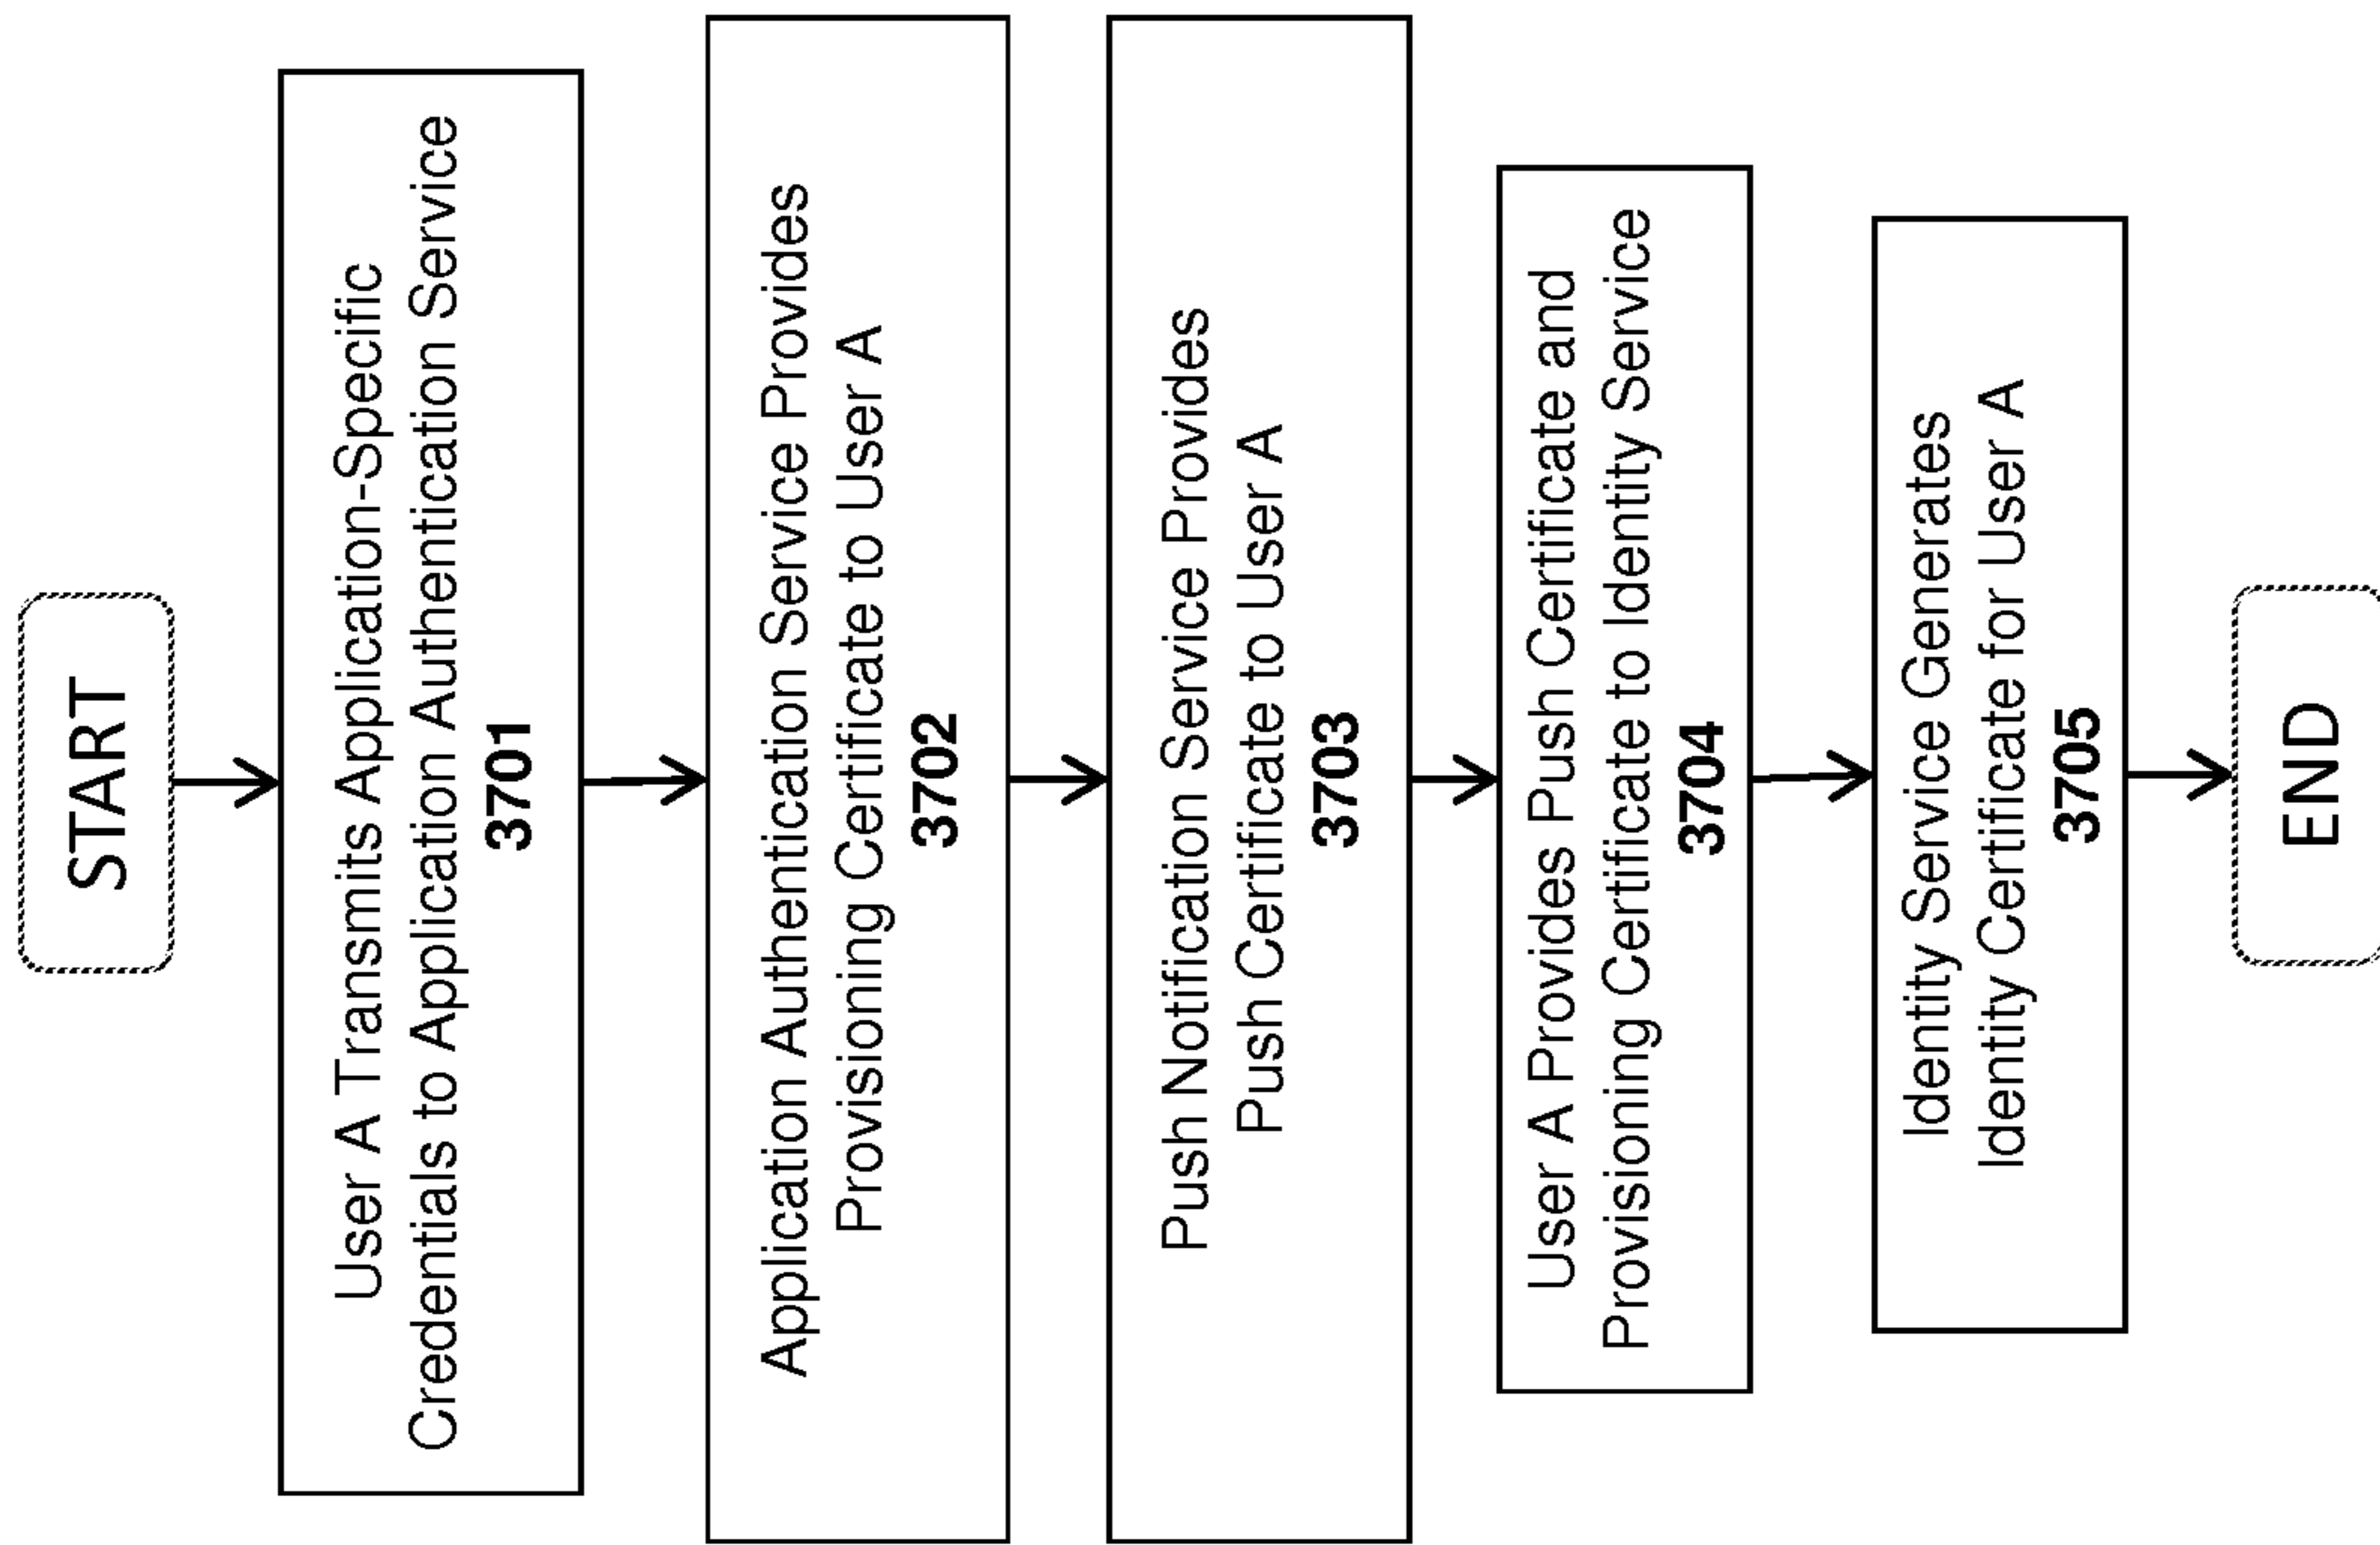 START
User A Transmits Application-Specific
Credentials to Application Authentication Service
3701
Application Authentication Service Provides
Provisioning Certificate to User A
3702
Push Notification Service Provides
Push Certificate to User A
3703
User A Provides Push Certificate and
Provisioning Certificate to Identity Service
3704
Identity Service Generates
Identity Certificate for User A
3705
END